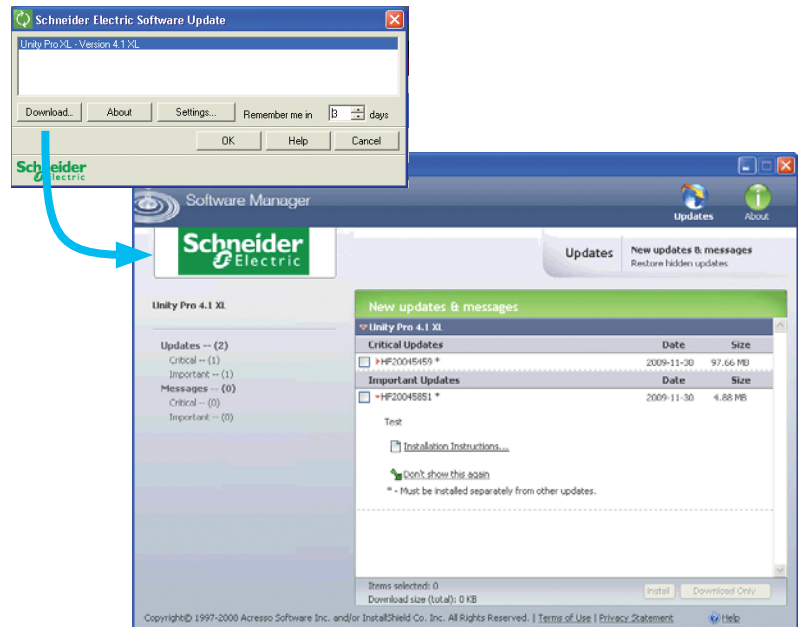 Schneider Electric Software Update
Unity Pro XL - Version 4.1 XL
Download... About Settings... Remember me in 3 days
OK Help Cancel
Schneider
Electric
Software Manager
Updates About
Schneider
Electric
Updates
New updates & messages
Restore hidden updates
Unity Pro 4.1 XL
Updates -- (2)
Critical -- (1)
Important -- (1)
Messages -- (0)
Critical -- (0)
Important -- (0)
New updates & messages
Unity Pro 4.1 XL
Critical Updates Date Size
HF20045459 * 2009-11-30 97.66 MB
Important Updates Date Size
HF20045851 * 2009-11-30 4.88 MB
Test
Installation Instructions...
Don't show this again
* - Must be installed separately from other updates.
Items selected: 0
Download size (total): 0 KB
Install Download Only
Copyright© 1997-2000 Acresso Software Inc. and/or InstallShield Co. Inc. All Rights Reserved. | Terms of Use | Privacy Statement Help